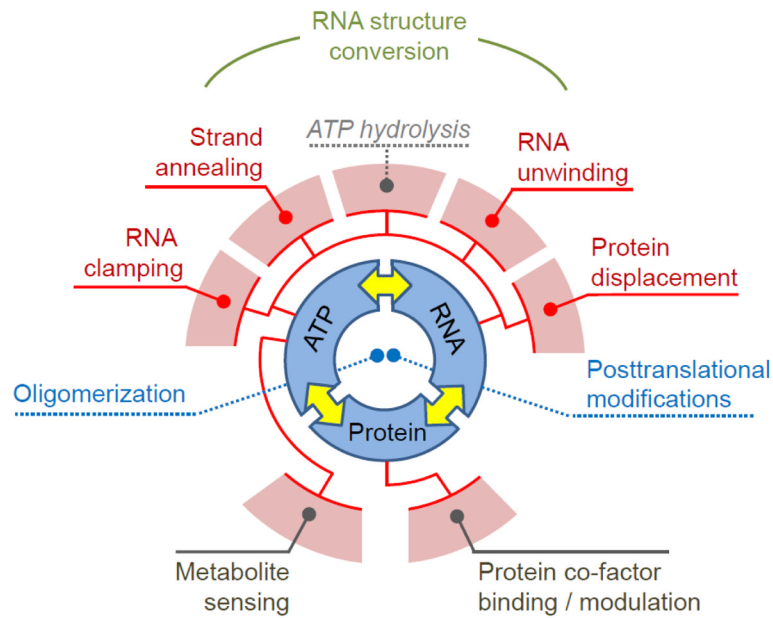 RNA structure
conversion
ATP hydrolysis
Strand
annealing
RNA
unwinding
RNA
clamping
Protein
displacement
ATP
RNA
Protein
Oligomerization
Posttranslational
modifications
Metabolite
sensing
Protein co-factor
binding / modulation